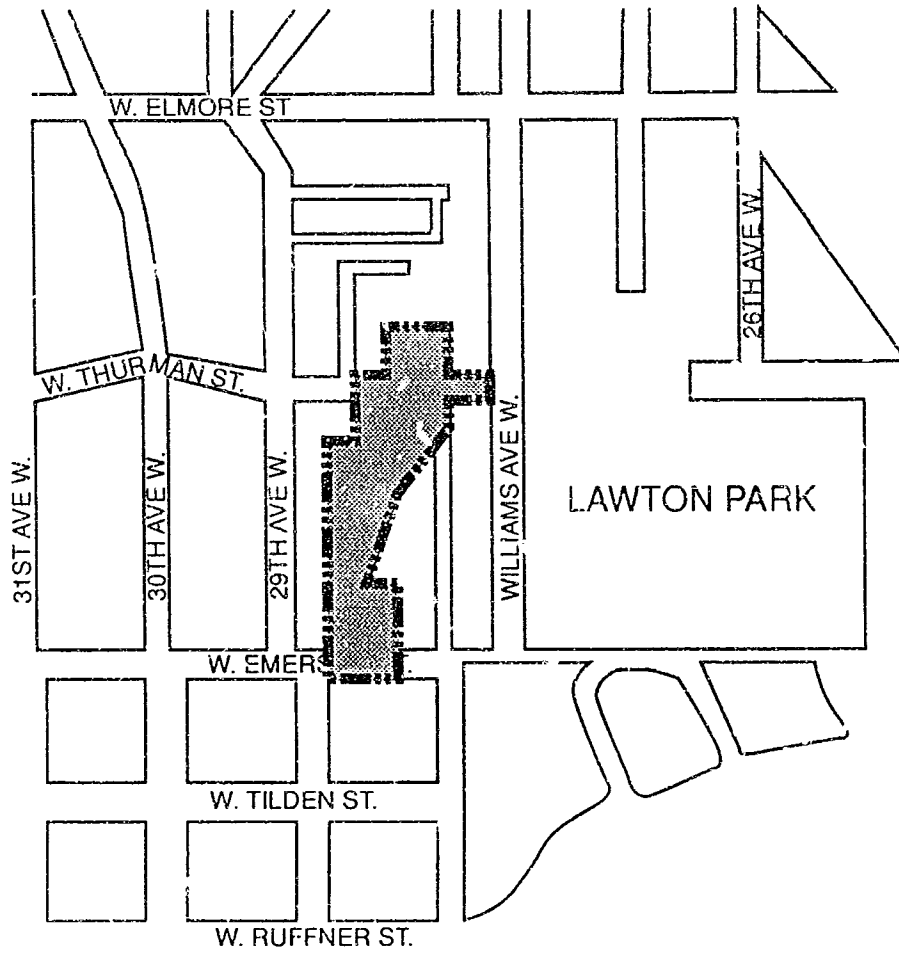 W. ELMORE ST
26TH AVE W.
W. THURMAN ST.
31ST AVE W.
30TH AVE W.
29TH AVE W.
WILLIAMS AVE W.
LAWTON PARK
W. EMERS T.
W. TILDEN ST.
W. RUFFNER ST.